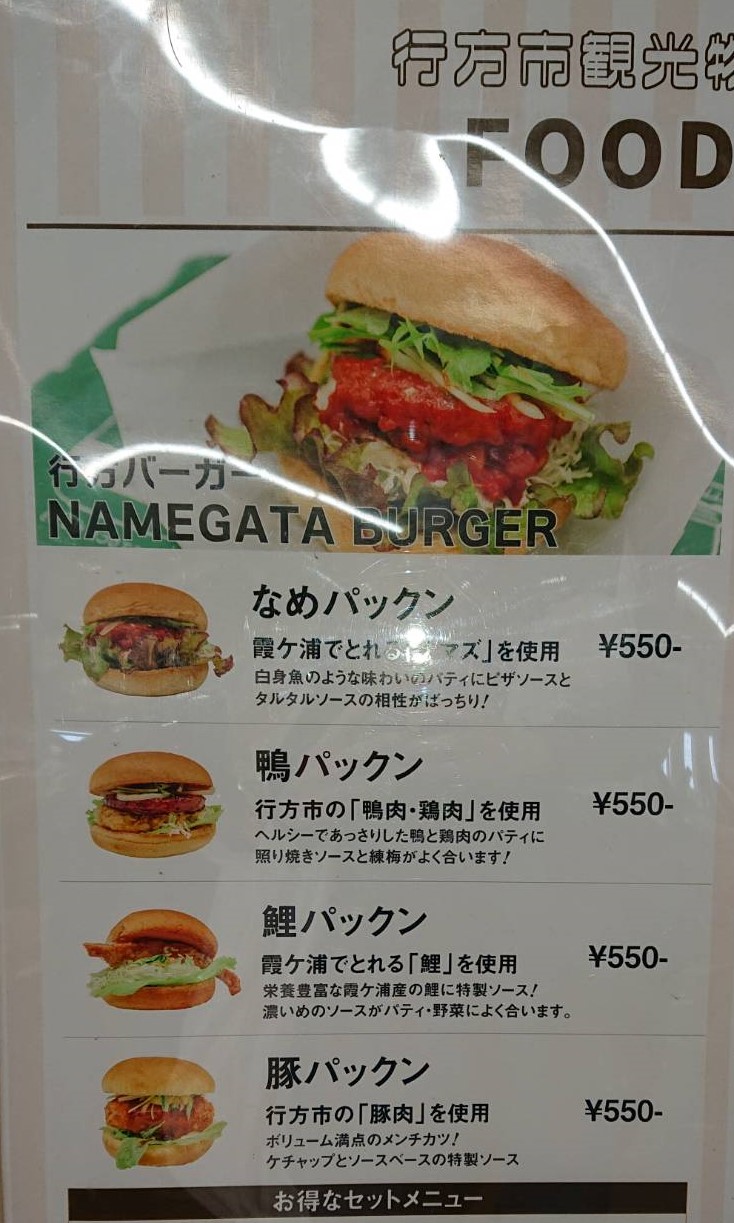 行方市観光物
FOOD
行方バーガー
NAMEGATA BURGER
なめパックン
霞ケ浦でとれる「ナマズ」を使用
¥550-
白身魚のような味わいのパティにピザソースと
タルタルソースの相性がばっちり!
鴨パックン
行方市の「鴨肉・鶏肉」を使用
¥550-
ヘルシーであっさりした鴨と鶏肉のパティに
照り焼きソースと練梅がよく合います!
鯉パックン
霞ケ浦でとれる「鯉」を使用
¥550-
栄養豊富な霞ケ浦産の鯉に特製ソース!
濃いめのソースがパティ・野菜によく合います。
豚パックン
行方市の「豚肉」を使用
¥550-
ボリューム満点のメンチカツ!
ケチャップとソースベースの特製ソース
お得なセットメニュー